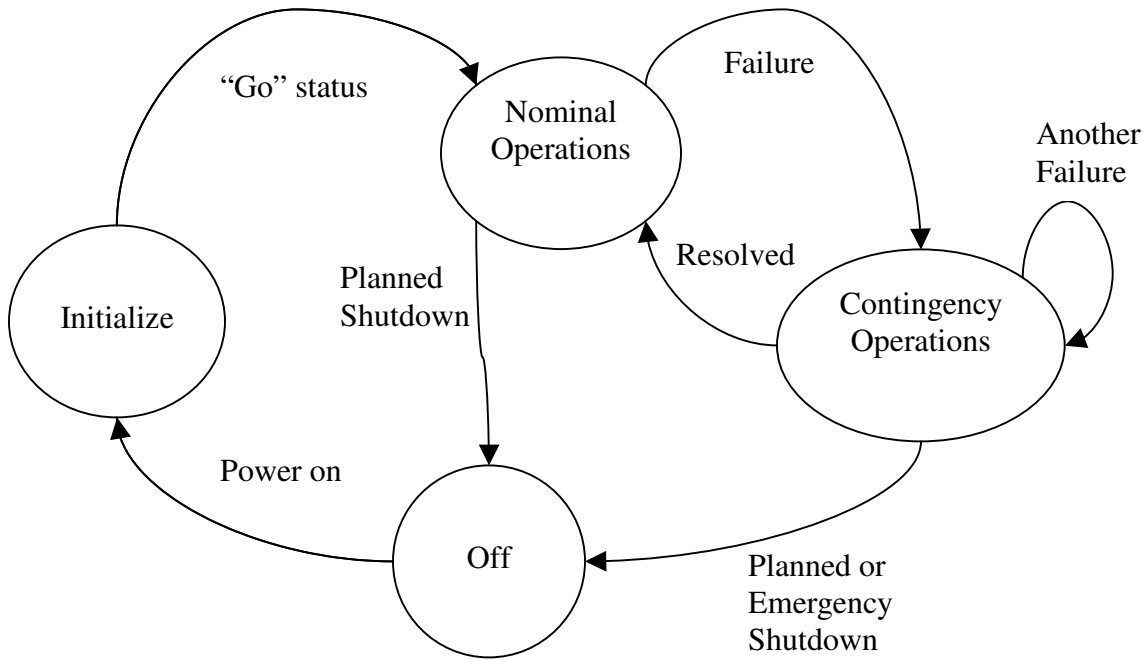 “Go” status
Nominal
Operations
Failure
Another
Failure
Planned
Shutdown
Resolved
Initialize
Contingency
Operations
Power on
Off
Planned or
Emergency
Shutdown